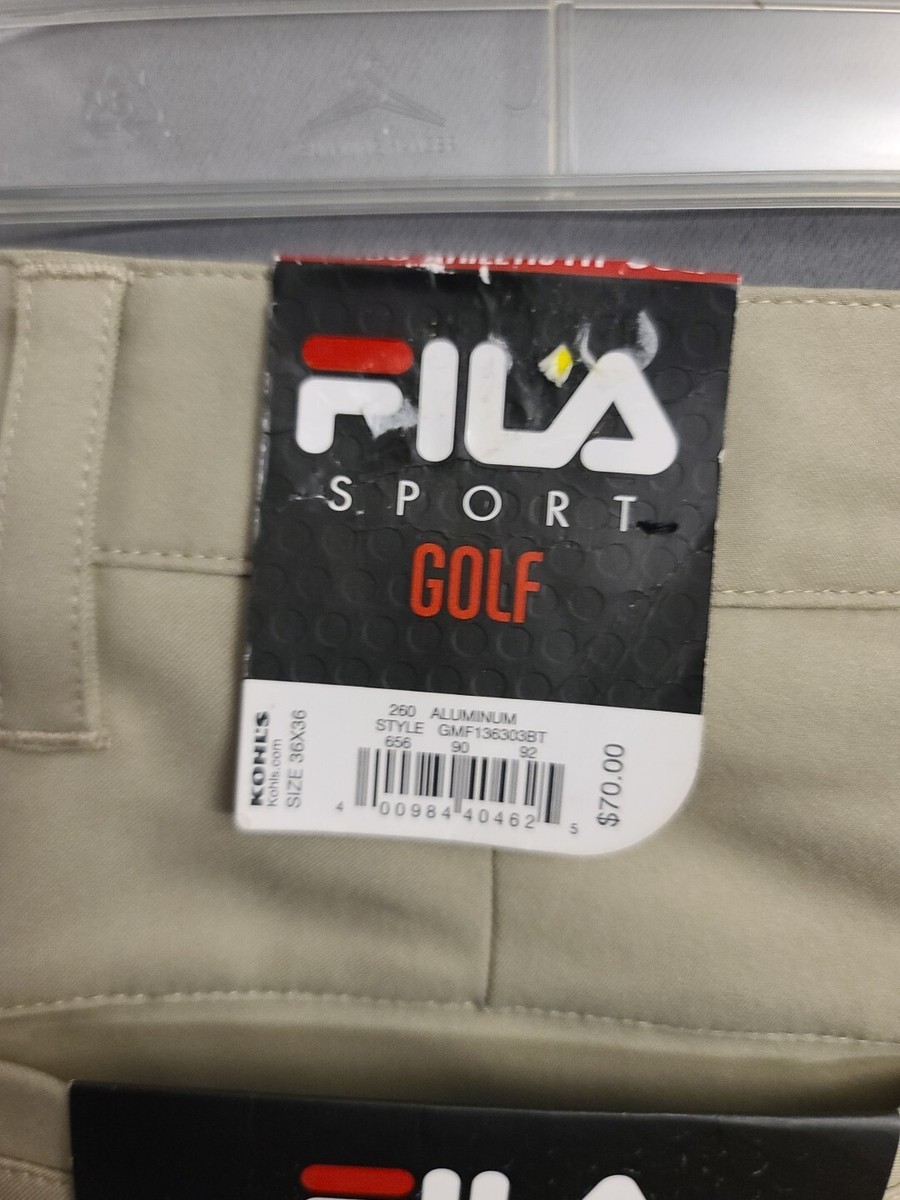 FILA
SPORT
GOLF
260 ALUMINUM
STYLE GMF136303BT
656 90 92
4 00984 40462 5
KOHL'S
Kohls.com
SIZE 36X36
$70.00
FILA